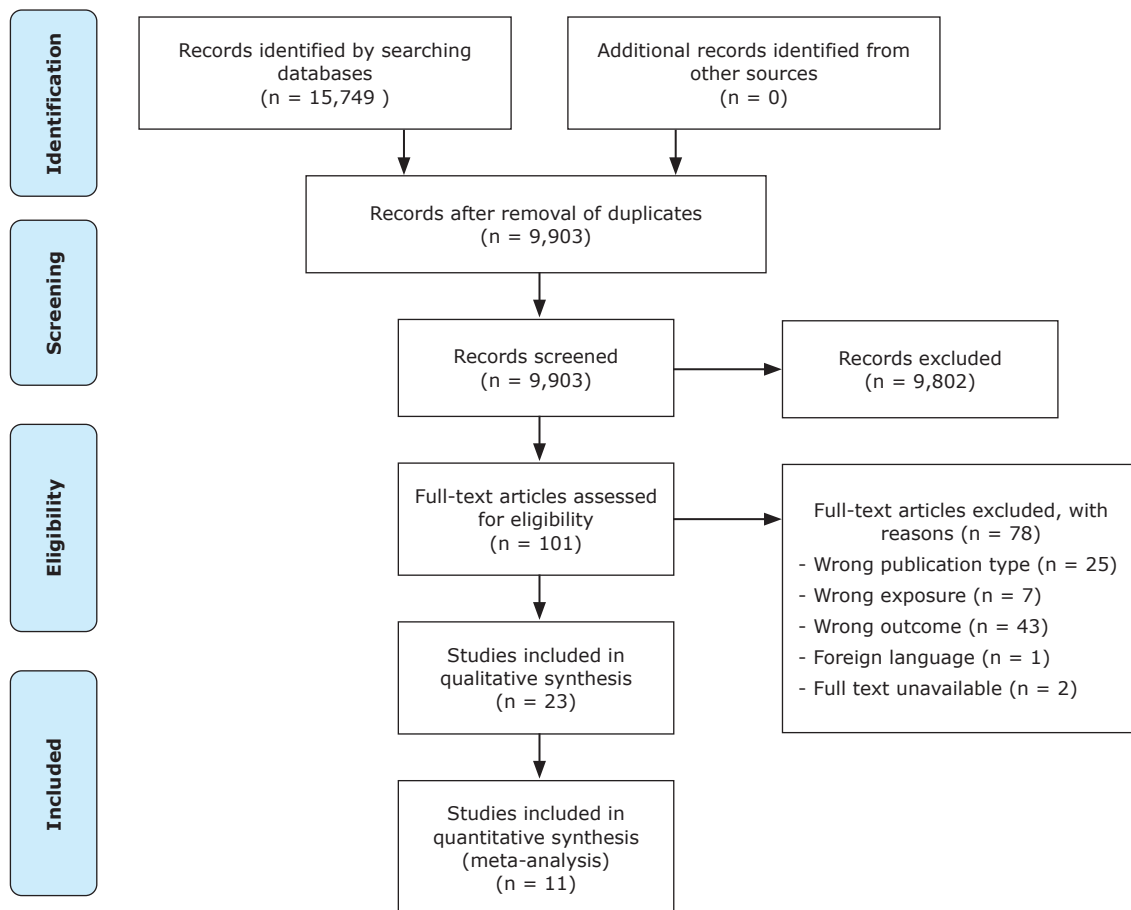 Identification
Records identified by searching
databases
(n = 15,749 )
Additional records identified from
other sources
(n = 0)
Records after removal of duplicates
(n = 9,903)
Screening
Records screened
(n = 9,903)
Records excluded
(n = 9,802)
Eligibility
Full-text articles assessed
for eligibility
(n = 101)
Full-text articles excluded, with
reasons (n = 78)
- Wrong publication type (n = 25)
- Wrong exposure (n = 7)
- Wrong outcome (n = 43)
- Foreign language (n = 1)
- Full text unavailable (n = 2)
Studies included in
qualitative synthesis
(n = 23)
Included
Studies included in
quantitative synthesis
(meta-analysis)
(n = 11)